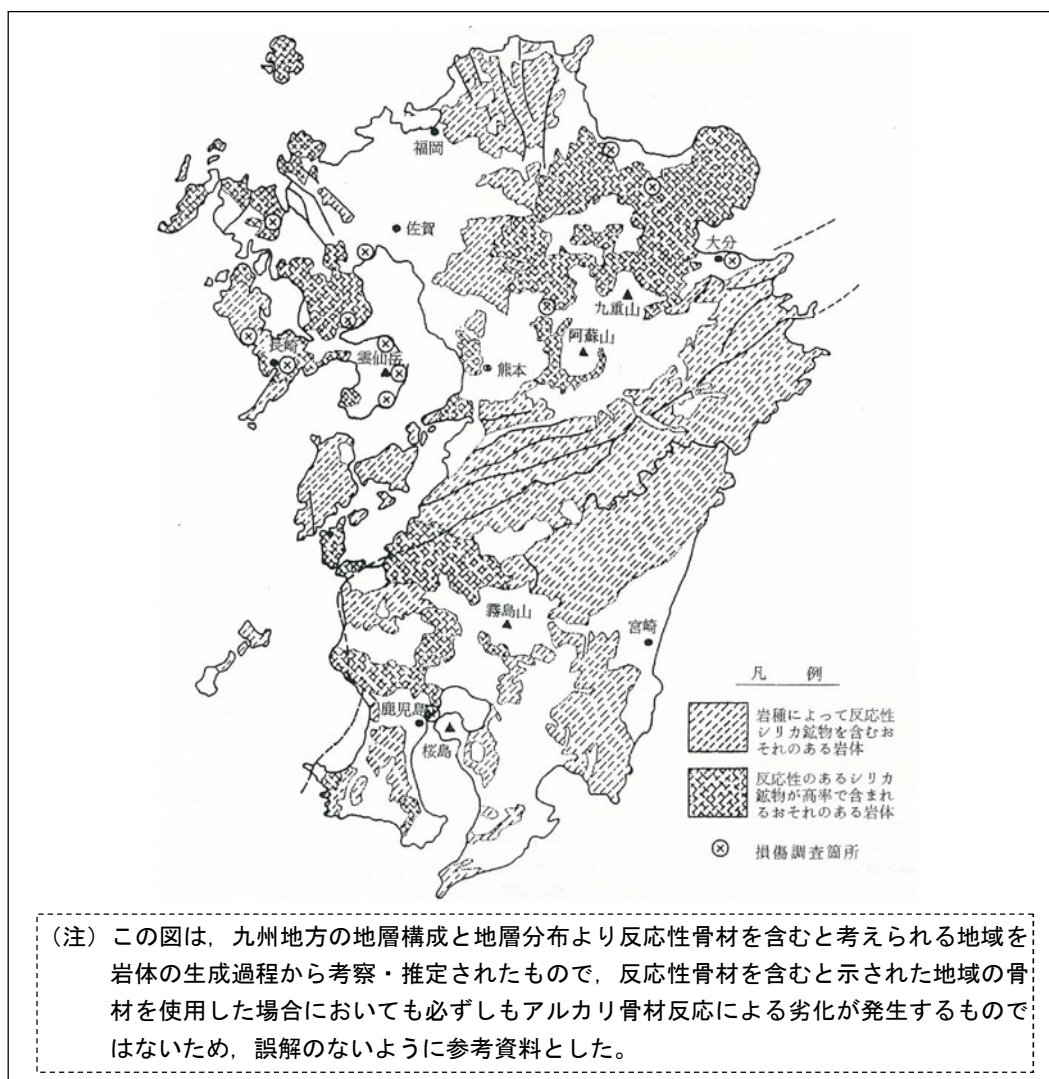 福岡
佐賀
大分
九重山
阿蘇山
長崎
雲仙岳
熊本
霧島山
宮崎
鹿児島
桜島
凡 例
岩種によって反応性
シリカ鉱物を含むお
それのある岩体
反応性のあるシリカ
鉱物が高率で含まれ
るおそれのある岩体
損傷調査箇所
(注) この図は，九州地方の地層構成と地層分布より反応性骨材を含むと考えられる地域を
岩体の生成過程から考察・推定されたもので，反応性骨材を含むと示された地域の骨
材を使用した場合においても必ずしもアルカリ骨材反応による劣化が発生するもので
はないため，誤解のないように参考資料とした。